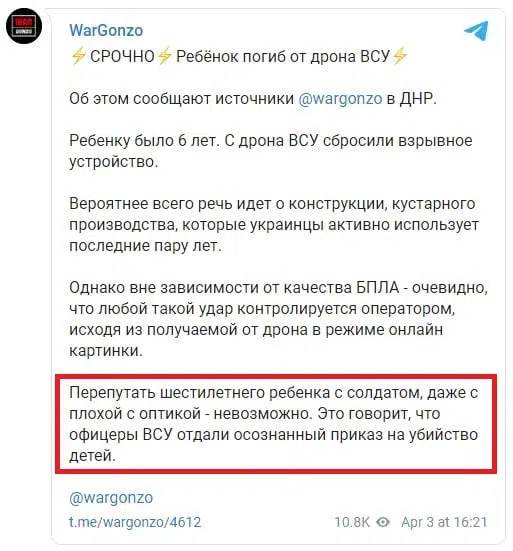 WAR
GONZO
WarGonzo
⚡СРОЧНО⚡Ребёнок погиб от дрона ВСУ⚡
Об этом сообщают источники @wargonzo в ДНР.
Ребенку было 6 лет. С дрона ВСУ сбросили взрывное
устройство.
Вероятнее всего речь идет о конструкции, кустарного
производства, которые украинцы активно использует
последние пару лет.
Однако вне зависимости от качества БПЛА - очевидно,
что любой такой удар контролируется оператором,
исходя из получаемой от дрона в режиме онлайн
картинки.
Перепутать шестилетнего ребенка с солдатом, даже с
плохой с оптикой - невозможно. Это говорит, что
офицеры ВСУ отдали осознанный приказ на убийство
детей.
@wargonzo
t.me/wargonzo/4612
10.8K Apr 3 at 16:21